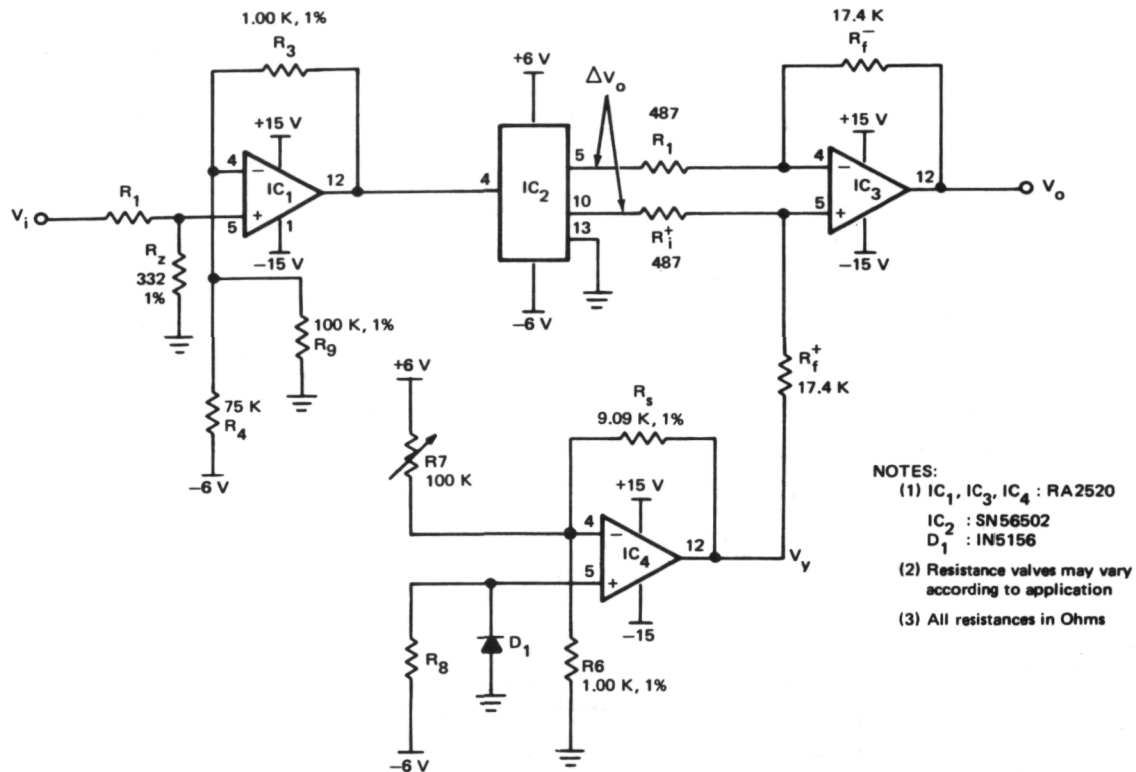 1.00 K, 1%
R3
+15 V
4
−
IC1
12
+
5
1
−15 V
Vi
R1
Rz
332
1%
100 K, 1%
R9
75 K
R4
−6 V
+6 V
ΔVo
4
IC2
5
10
13
−6 V
487
R1
Ri+
487
17.4 K
Rf−
+15 V
4
−
IC3
12
+
5
−15 V
Vo
Rf+
17.4 K
+6 V
R7
100 K
Rs
9.09 K, 1%
+15 V
4
−
IC4
12
+
5
−15
Vy
R8
D1
R6
1.00 K, 1%
−6 V
NOTES:
(1) IC1, IC3, IC4 : RA2520
IC2 : SN56502
D1 : IN5156
(2) Resistance valves may vary
according to application
(3) All resistances in Ohms